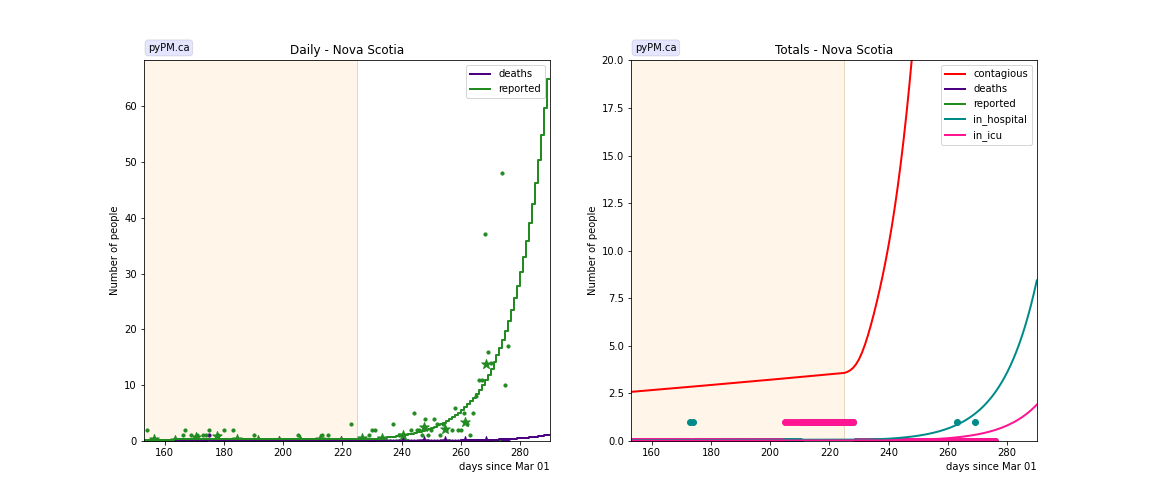 pyPM.ca
Daily - Nova Scotia
deaths
reported
Number of people
60
50
40
30
20
10
0
160
180
200
220
240
260
280
days since Mar 01
pyPM.ca
Totals - Nova Scotia
contagious
deaths
reported
in_hospital
in_icu
Number of people
20.0
17.5
15.0
12.5
10.0
7.5
5.0
2.5
0.0
160
180
200
220
240
260
280
days since Mar 01